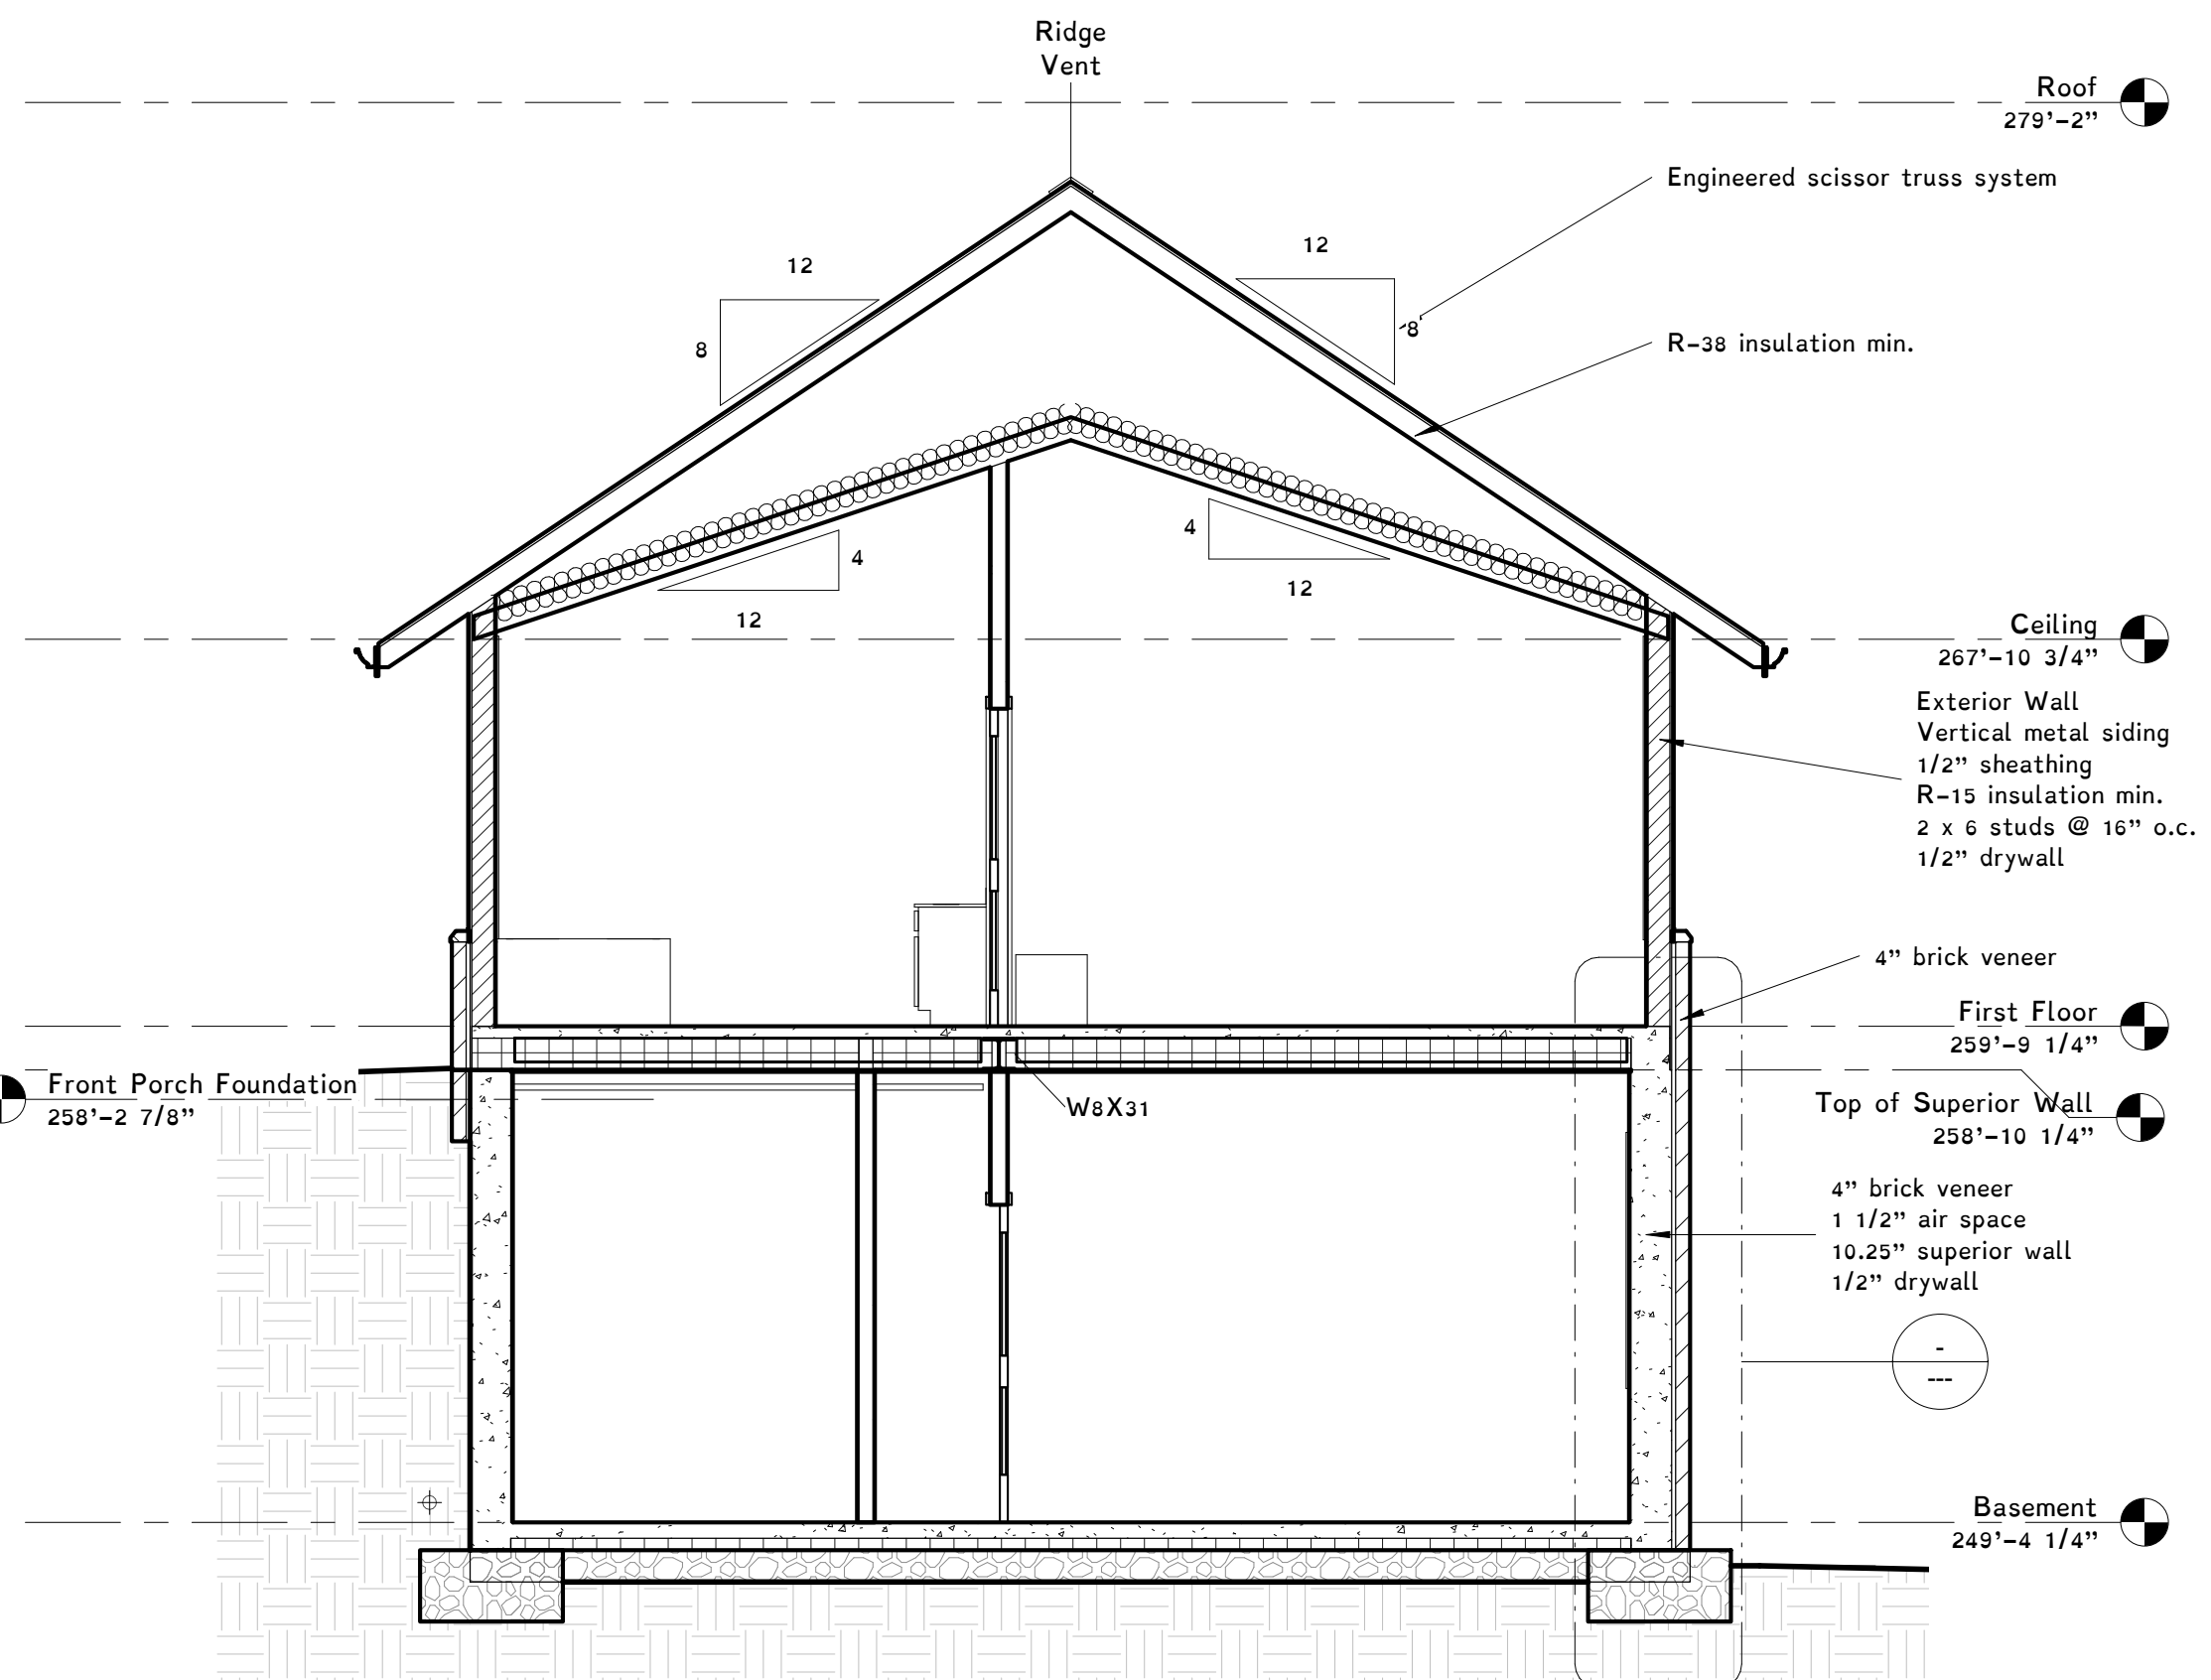 Ridge
Vent
Roof
279’–2”
Engineered scissor truss system
12
12
8
8
R–38 insulation min.
4
12
4
12
Ceiling
267’–10 3/4”
Exterior Wall
Vertical metal siding
1/2” sheathing
R–15 insulation min.
2 x 6 studs @ 16” o.c.
1/2” drywall
4” brick veneer
First Floor
259’–9 1/4”
Front Porch Foundation
258’–2 7/8”
W8X31
Top of Superior Wall
258’–10 1/4”
4” brick veneer
1 1/2” air space
10.25” superior wall
1/2” drywall
-
---
Basement
249’–4 1/4”